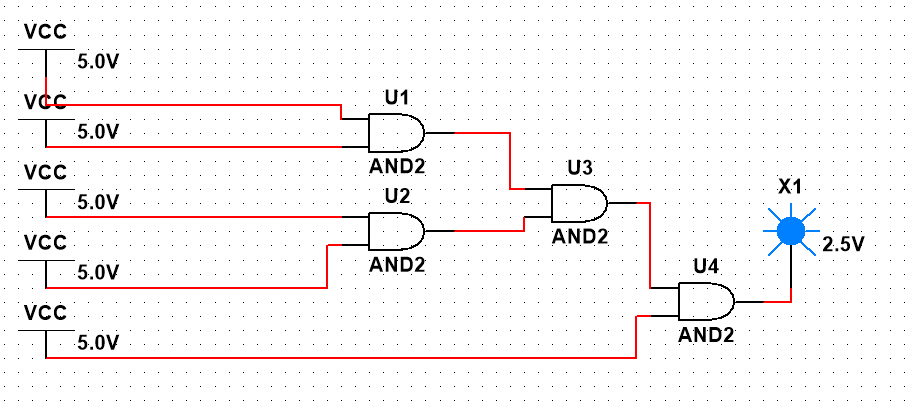 VCC
5.0V
VCC
5.0V
U1
AND2
VCC
5.0V
U2
AND2
VCC
5.0V
U3
AND2
VCC
5.0V
U4
AND2
X1
2.5V